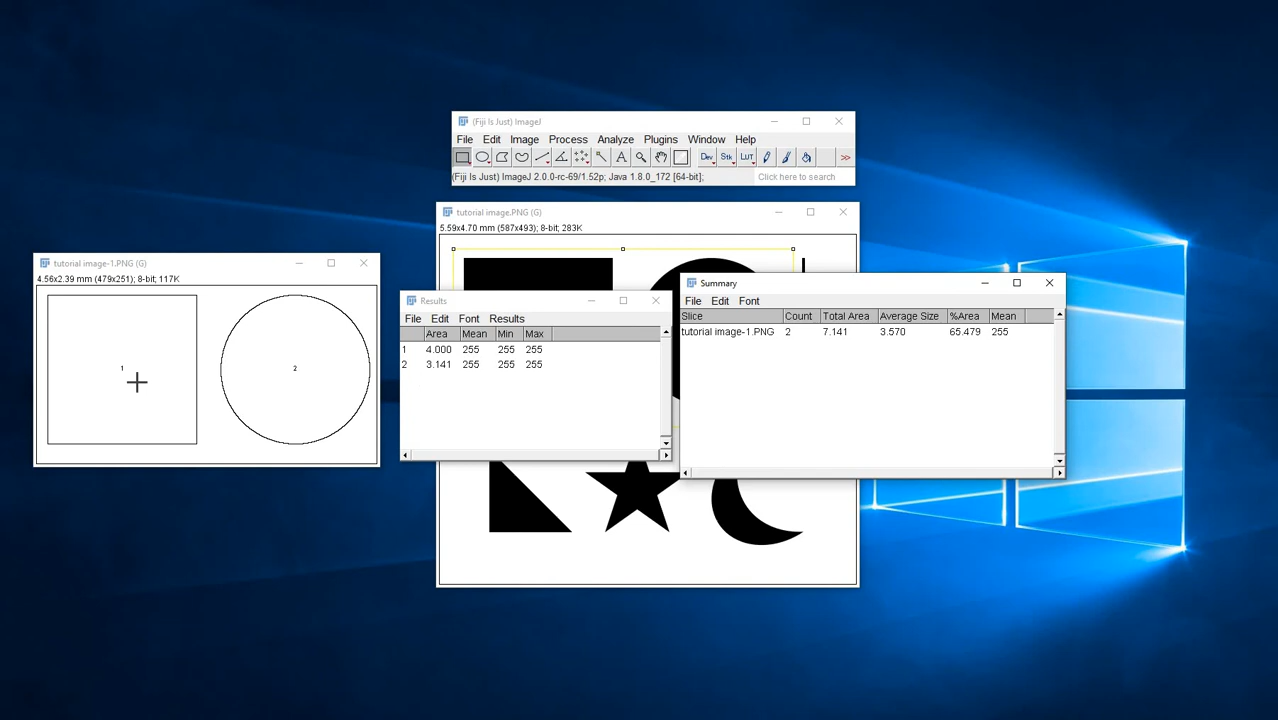 (Fiji Is Just) ImageJ
File Edit Image Process Analyze Plugins Window Help
Dev Stk LUT >>
(Fiji Is Just) ImageJ 2.0.0-rc-69/1.52p; Java 1.8.0_172 [64-bit]; Click here to search
tutorial image.PNG (G)
5.59x4.70 mm (587x493); 8-bit; 283K
tutorial image-1.PNG (G)
4.56x2.39 mm (479x251); 8-bit; 117K
1 2
Results
File Edit Font Results
Area Mean Min Max
1 4.000 255 255 255
2 3.141 255 255 255
Summary
File Edit Font
Slice Count Total Area Average Size %Area Mean
tutorial image-1.PNG 2 7.141 3.570 65.479 255